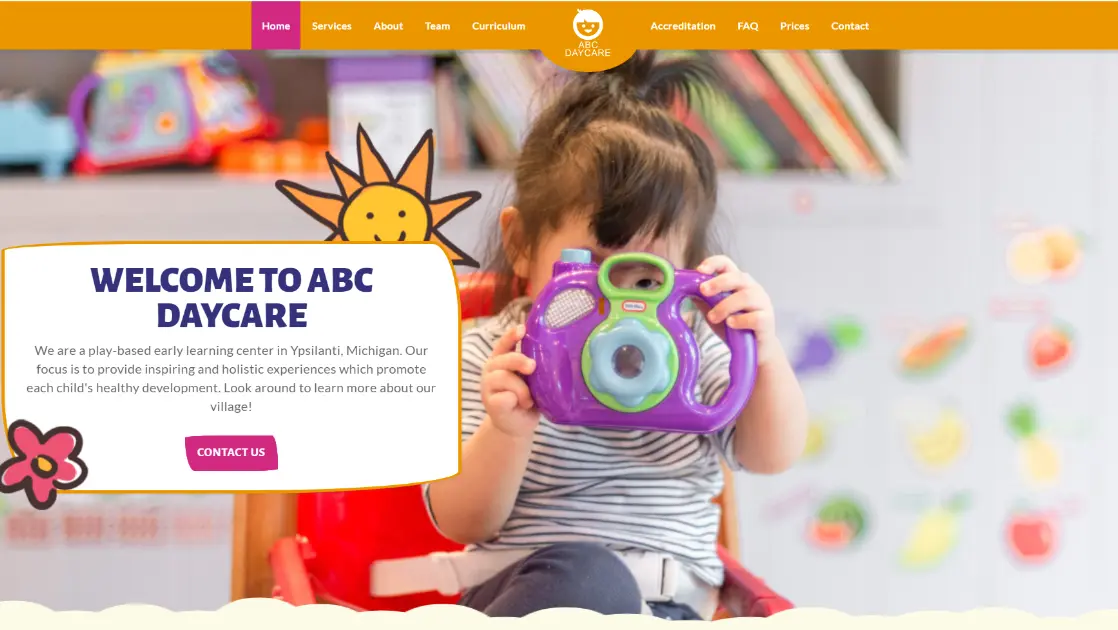 Home Services About Team Curriculum
ABC
DAYCARE
Accreditation FAQ Prices Contact
WELCOME TO ABC
DAYCARE
We are a play-based early learning center in Ypsilanti, Michigan. Our
focus is to provide inspiring and holistic experiences which promote
each child's healthy development. Look around to learn more about our
village!
CONTACT US